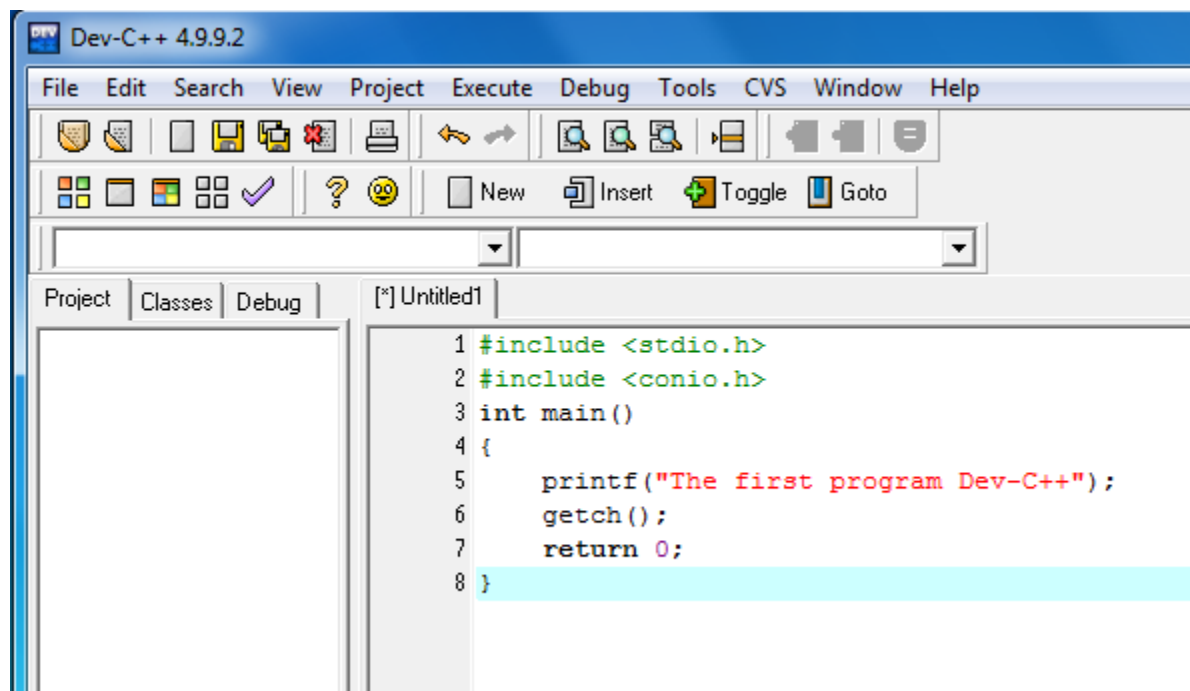 Dev-C++ 4.9.9.2
File Edit Search View Project Execute Debug Tools CVS Window Help
New Insert Toggle Goto
Project Classes Debug [*] Untitled1
1 #include <stdio.h>
2 #include <conio.h>
3 int main()
4 {
5     printf("The first program Dev-C++");
6     getch();
7     return 0;
8 }